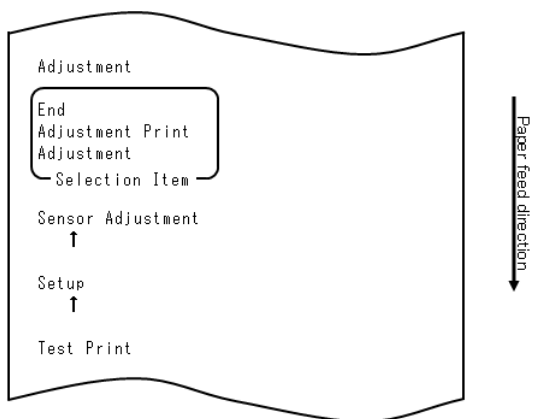 Adjustment
End
Adjustment Print
Adjustment
Selection Item
Sensor Adjustment
↑
Setup
↑
Test Print
Paper feed direction